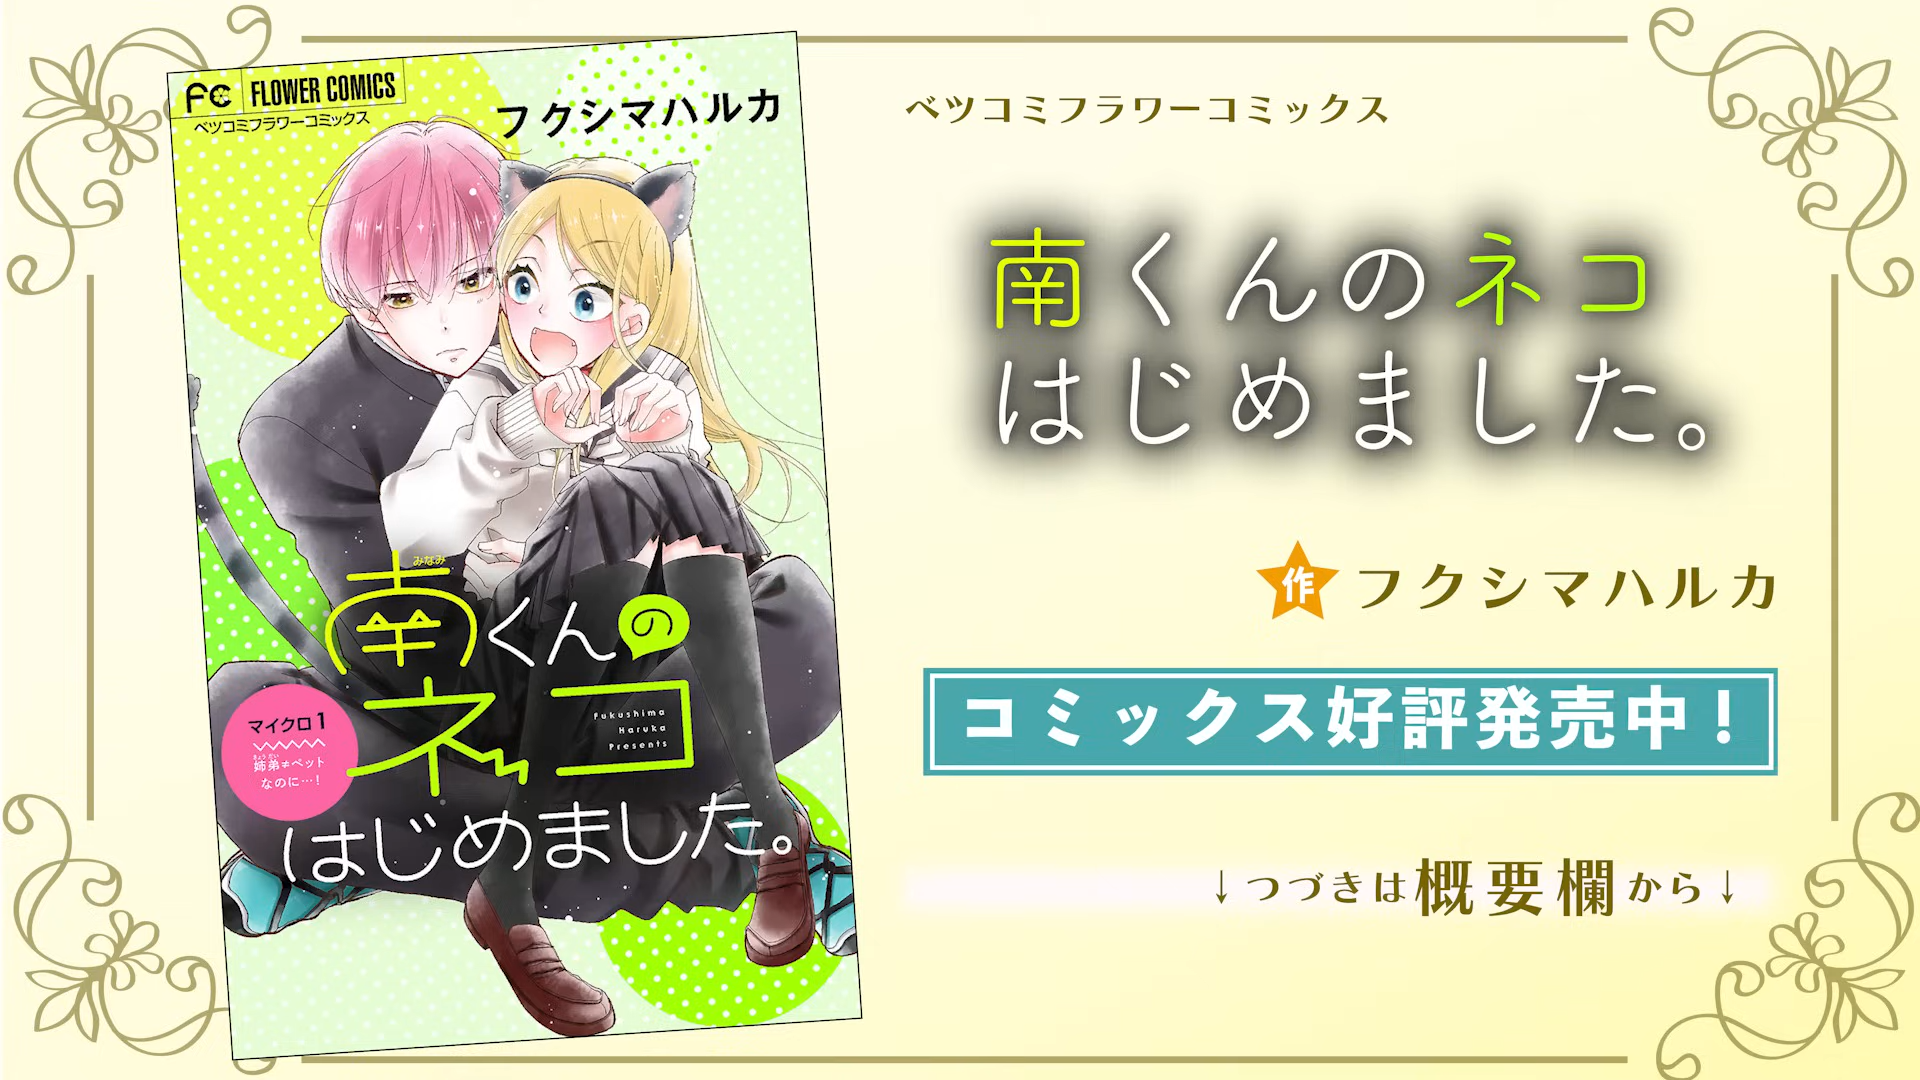 FC FLOWER COMICS
ベツコミフラワーコミックス
フクシマハルカ
みなみ
南くんの
ネコ
Fukushima
Haruka
Presents
はじめました。
マイクロ1
きょうだい
姉弟≠ペット
なのに…!
ベツコミフラワーコミックス
南くんのネコ
はじめました。
作 フクシマハルカ
コミックス好評発売中！
↓つづきは概要欄から↓